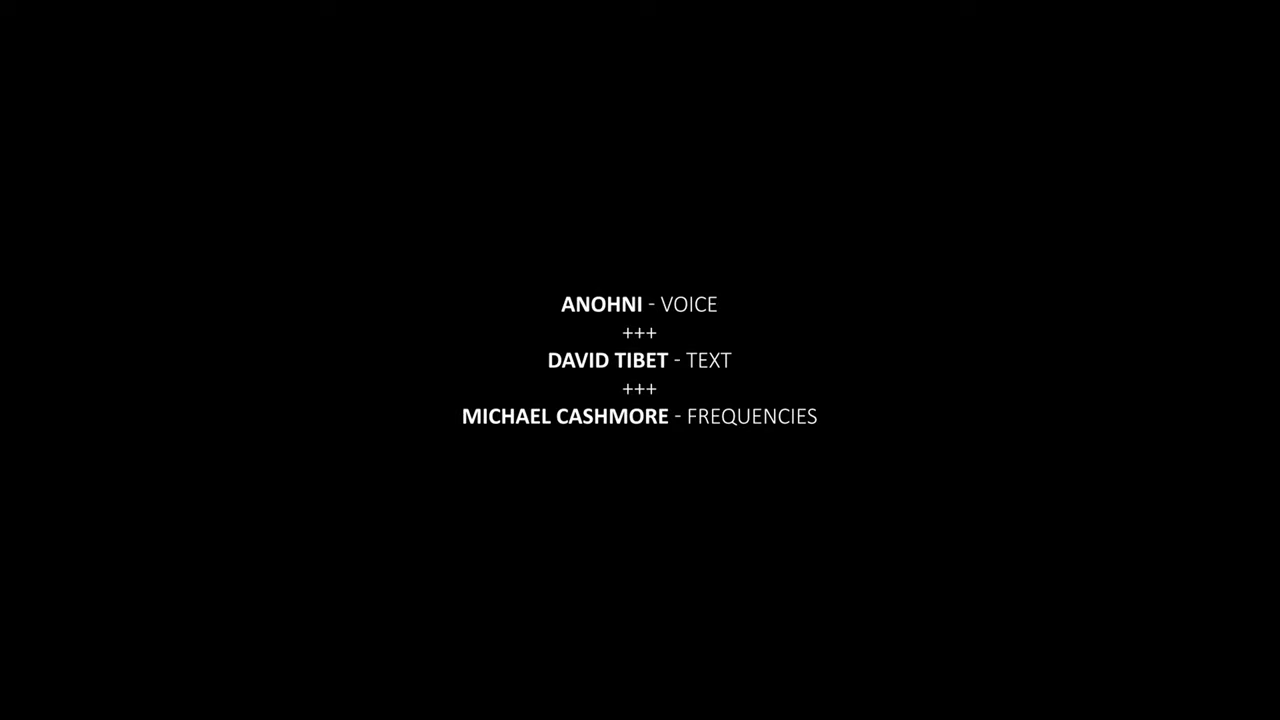 ANOHNI - VOICE
+++
DAVID TIBET - TEXT
+++
MICHAEL CASHMORE - FREQUENCIES